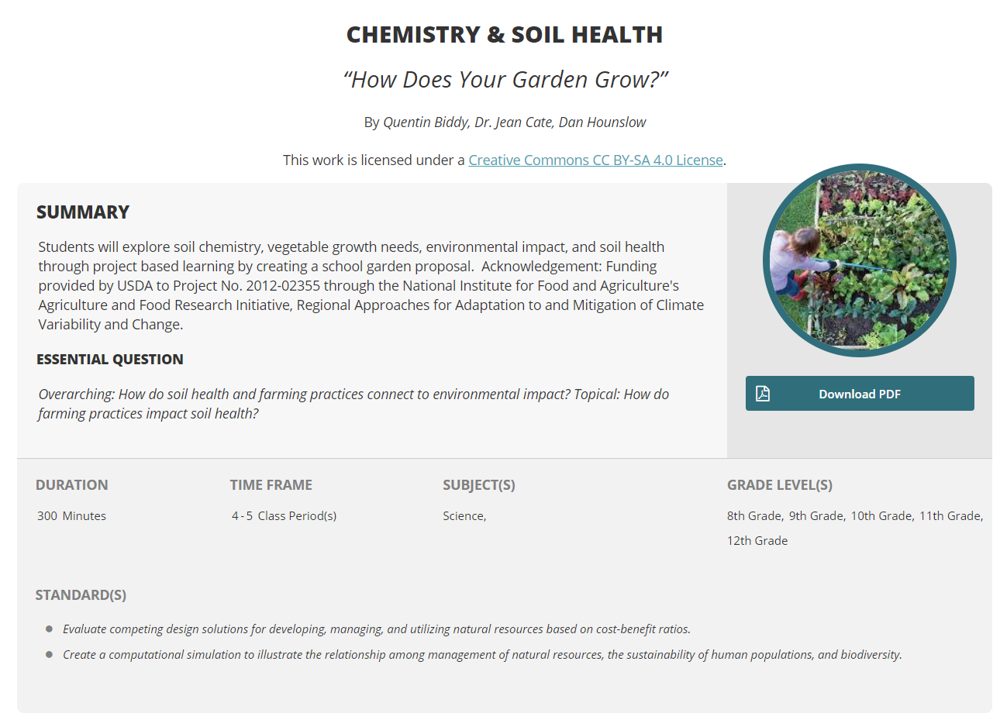 CHEMISTRY & SOIL HEALTH
“How Does Your Garden Grow?”
By Quentin Biddy, Dr. Jean Cate, Dan Hounslow
This work is licensed under a Creative Commons CC BY-SA 4.0 License.
SUMMARY
Students will explore soil chemistry, vegetable growth needs, environmental impact, and soil health
through project based learning by creating a school garden proposal.  Acknowledgement: Funding
provided by USDA to Project No. 2012-02355 through the National Institute for Food and Agriculture's
Agriculture and Food Research Initiative, Regional Approaches for Adaptation to and Mitigation of Climate
Variability and Change.
ESSENTIAL QUESTION
Overarching: How do soil health and farming practices connect to environmental impact? Topical: How do
farming practices impact soil health?
Download PDF
DURATION
300 Minutes
TIME FRAME
4 - 5 Class Period(s)
SUBJECT(S)
Science,
GRADE LEVEL(S)
8th Grade, 9th Grade, 10th Grade, 11th Grade,
12th Grade
STANDARD(S)
Evaluate competing design solutions for developing, managing, and utilizing natural resources based on cost-benefit ratios.
Create a computational simulation to illustrate the relationship among management of natural resources, the sustainability of human populations, and biodiversity.